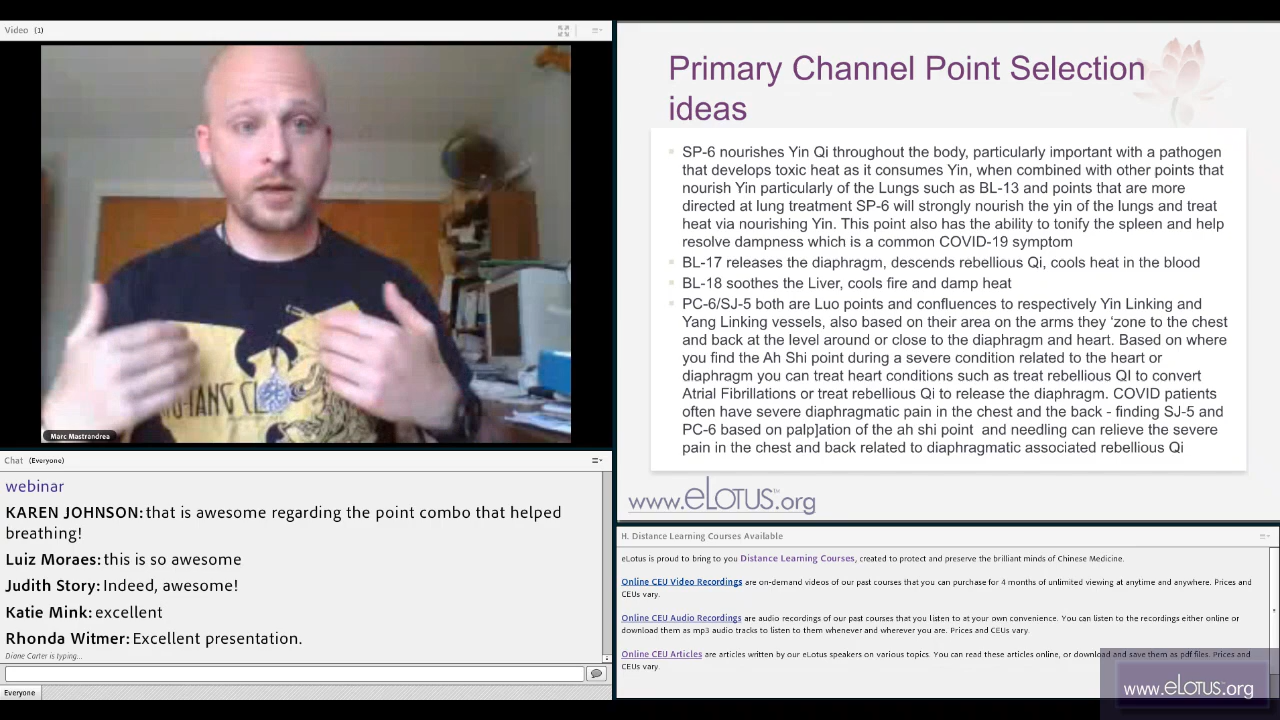 Video (1)
WU-TANG CL
Marc Mastrandrea
Chat (Everyone)
webinar
KAREN JOHNSON: that is awesome regarding the point combo that helped
breathing!
Luiz Moraes: this is so awesome
Judith Story: Indeed, awesome!
Katie Mink: excellent
Rhonda Witmer: Excellent presentation.
Diane Carter is typing...
Everyone
Primary Channel Point Selection
ideas
SP-6 nourishes Yin Qi throughout the body, particularly important with a pathogen
that develops toxic heat as it consumes Yin, when combined with other points that
nourish Yin particularly of the Lungs such as BL-13 and points that are more
directed at lung treatment SP-6 will strongly nourish the yin of the lungs and treat
heat via nourishing Yin. This point also has the ability to tonify the spleen and help
resolve dampness which is a common COVID-19 symptom
BL-17 releases the diaphragm, descends rebellious Qi, cools heat in the blood
BL-18 soothes the Liver, cools fire and damp heat
PC-6/SJ-5 both are Luo points and confluences to respectively Yin Linking and
Yang Linking vessels, also based on their area on the arms they ‘zone to the chest
and back at the level around or close to the diaphragm and heart. Based on where
you find the Ah Shi point during a severe condition related to the heart or
diaphragm you can treat heart conditions such as treat rebellious QI to convert
Atrial Fibrillations or treat rebellious Qi to release the diaphragm. COVID patients
often have severe diaphragmatic pain in the chest and the back - finding SJ-5 and
PC-6 based on palp]ation of the ah shi point and needling can relieve the severe
pain in the chest and back related to diaphragmatic associated rebellious Qi
www.eLotus.org
H. Distance Learning Courses Available
eLotus is proud to bring to you Distance Learning Courses, created to protect and preserve the brilliant minds of Chinese Medicine.
Online CEU Video Recordings are on-demand videos of our past courses that you can purchase for 4 months of unlimited viewing at anytime and anywhere. Prices and
CEUs vary.
Online CEU Audio Recordings are audio recordings of our past courses that you listen to at your own convenience. You can listen to the recordings either online or
download them as mp3 audio tracks to listen to them whenever and wherever you are. Prices and CEUs vary.
Online CEU Articles are articles written by our eLotus speakers on various topics. You can read these articles online, or download and save them as pdf files. Prices and
CEUs vary.
www.eLotus.org